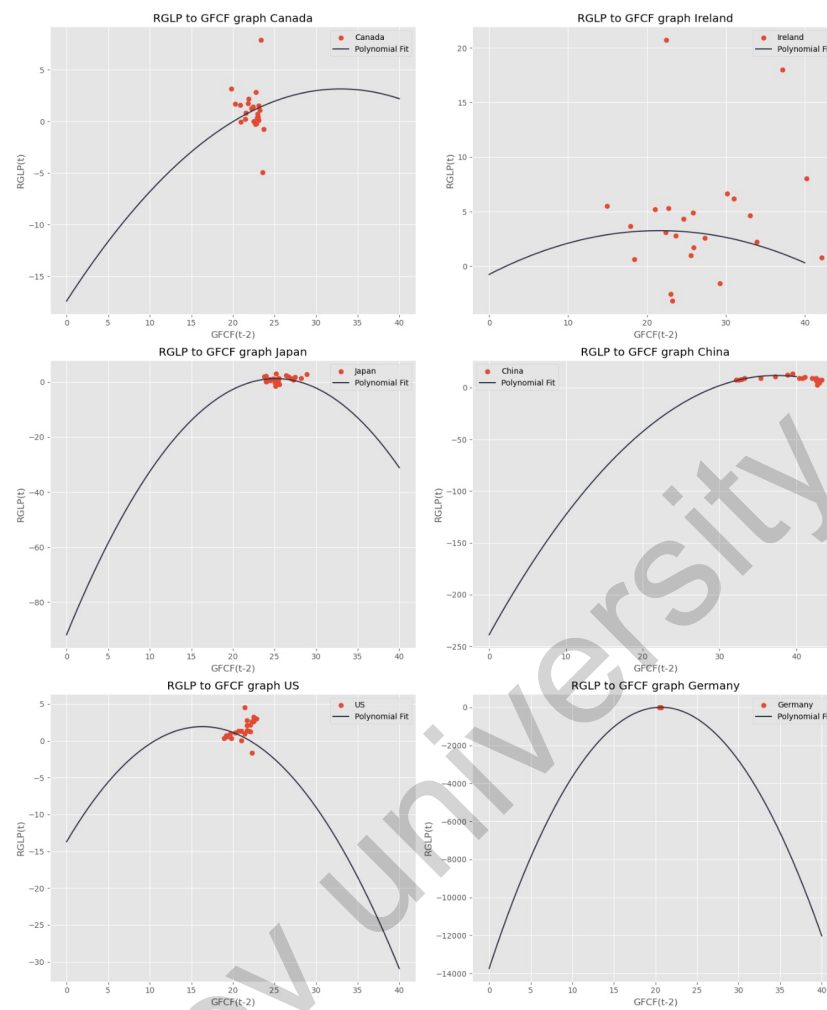 RGLP to GFCF graph Canada
Canada
Polynomial Fit
5
0
−5
−10
−15
RGLP(t)
0 5 10 15 20 25 30 35 40
GFCF(t-2)
RGLP to GFCF graph Ireland
Ireland
Polynomial Fi
20
15
10
5
0
RGLP(t)
0 10 20 30 40
GFCF(t-2)
RGLP to GFCF graph Japan
Japan
Polynomial Fit
0
−20
−40
−60
−80
RGLP(t)
0 5 10 15 20 25 30 35 40
GFCF(t-2)
RGLP to GFCF graph China
China
Polynomial Fit
0
−50
−100
−150
−200
−250
RGLP(t)
0 10 20 30 40
GFCF(t-2)
RGLP to GFCF graph US
US
Polynomial Fit
5
0
−5
−10
−15
−20
−25
−30
RGLP(t)
0 5 10 15 20 25 30 35 40
GFCF(t-2)
RGLP to GFCF graph Germany
Germany
Polynomial Fi
0
−2000
−4000
−6000
−8000
−10000
−12000
−14000
RGLP(t)
0 5 10 15 20 25 30 35 40
GFCF(t-2)
university